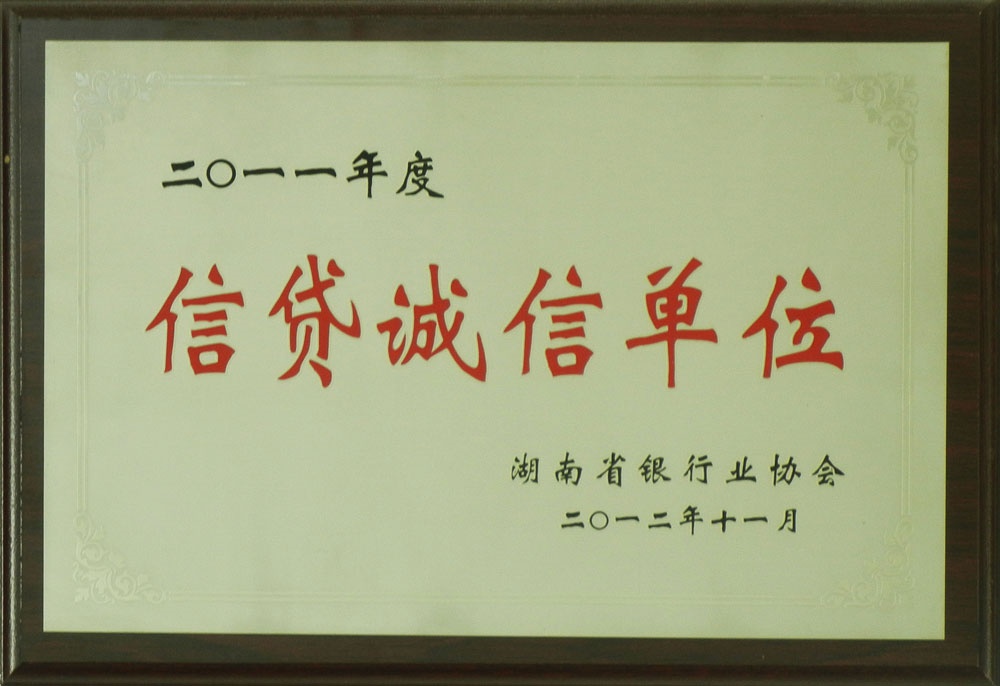 二〇一一年度
信贷诚信单位
湖南省银行业协会
二〇一二年十一月